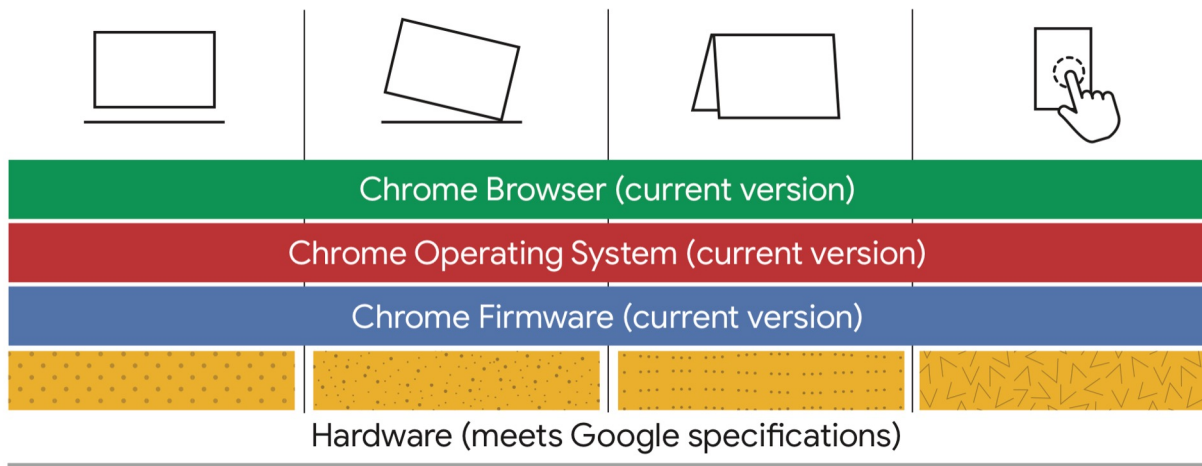 Chrome Browser (current version)
Chrome Operating System (current version)
Chrome Firmware (current version)
Hardware (meets Google specifications)